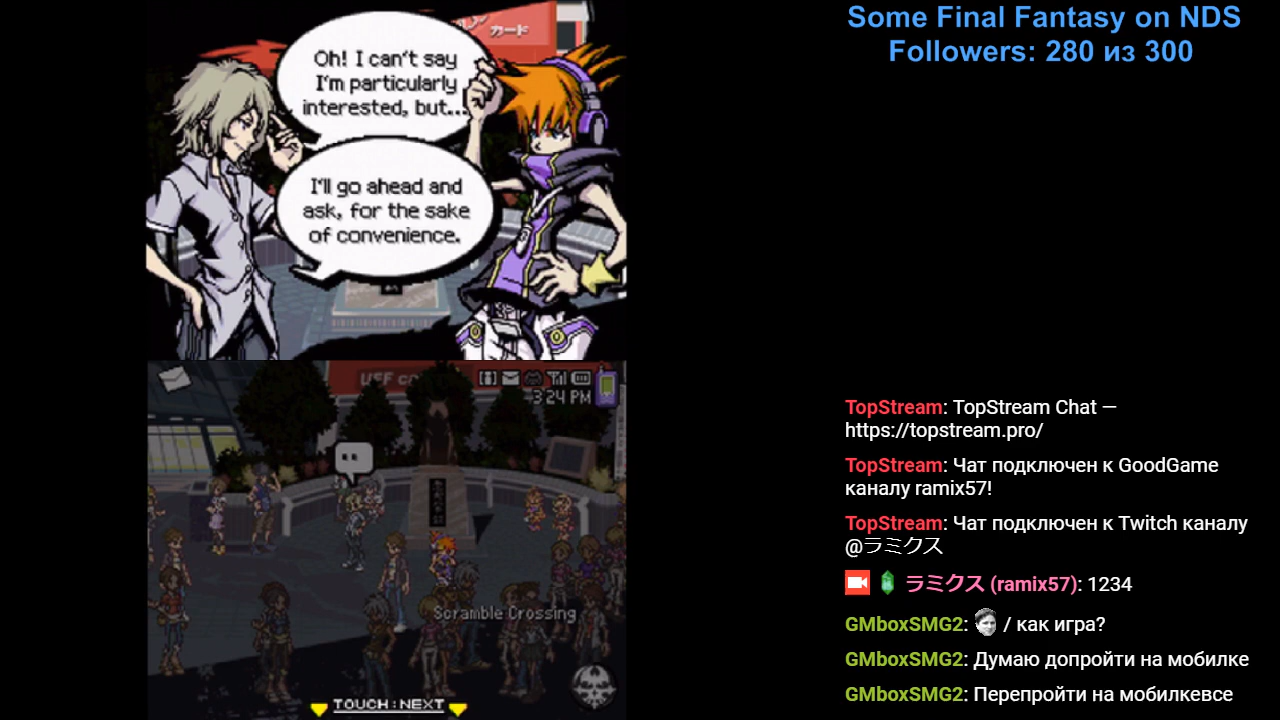 カード
Oh! I can't say
I'm particularly
interested, but...
I'll go ahead and
ask, for the sake
of convenience.
3:24 PM
Scramble Crossing
TOUCH:NEXT
Some Final Fantasy on NDS
Followers: 280 из 300
TopStream: TopStream Chat —
https://topstream.pro/
TopStream: Чат подключен к GoodGame
каналу ramix57!
TopStream: Чат подключен к Twitch каналу
@ラミクス
ラミクス (ramix57): 1234
GMboxSMG2: / как игра?
GMboxSMG2: Думаю допройти на мобилке
GMboxSMG2: Перепройти на мобилкевсе